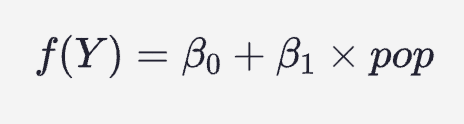 f(Y) = β₀ + β₁ × pop